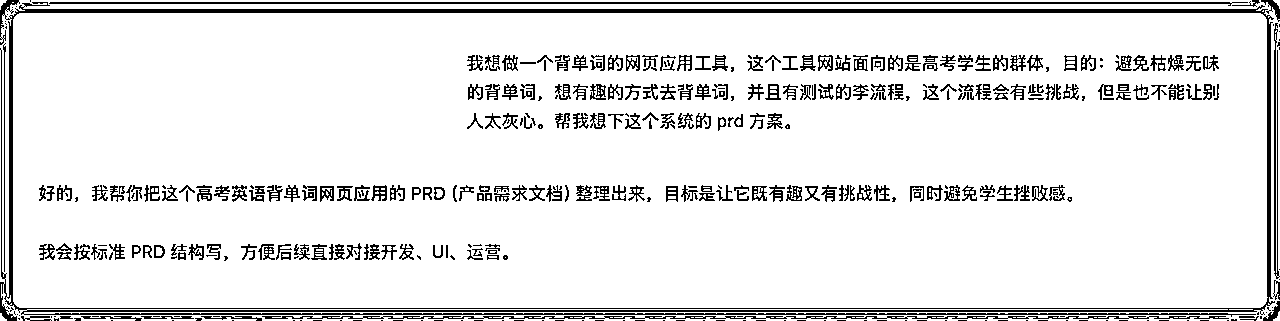 我想做一个背单词的网页应用工具，这个工具网站面向的是高考学生的群体，目的：避免枯燥无味
的背单词，想有趣的方式去背单词，并且有测试的李流程，这个流程会有些挑战，但是也不能让别
人太灰心。帮我想下这个系统的 prd 方案。
好的，我帮你把这个高考英语背单词网页应用的 PRD（产品需求文档）整理出来，目标是让它既有趣又有挑战性，同时避免学生挫败感。
我会按标准 PRD 结构写，方便后续直接对接开发、UI、运营。